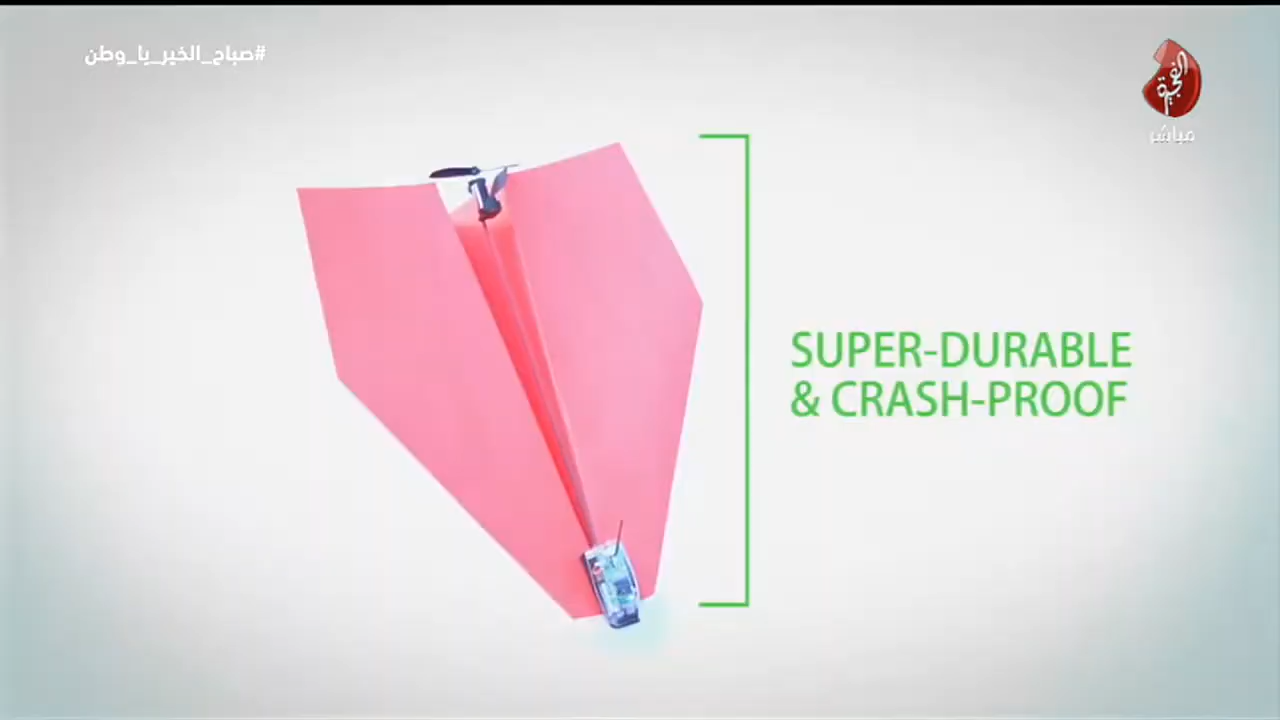 #صباح_الخير_يا_وطن
الفجيرة
مباشر
SUPER-DURABLE
& CRASH-PROOF